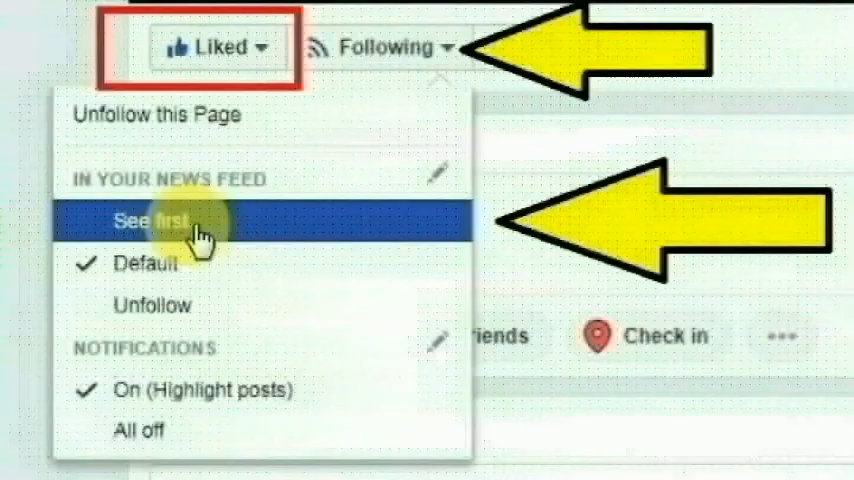 Liked Following
Unfollow this Page
IN YOUR NEWS FEED
See first
Default
Unfollow
riends Check in
NOTIFICATIONS
On (Highlight posts)
All off